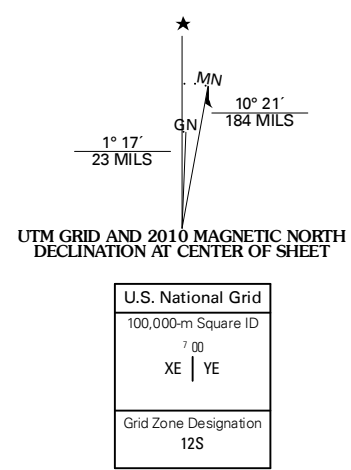 ★
MN
GN
10° 21´
184 MILS
1° 17´
23 MILS
UTM GRID AND 2010 MAGNETIC NORTH
DECLINATION AT CENTER OF SHEET
U.S. National Grid
100,000-m Square ID
7 00
XE | YE
Grid Zone Designation
12S